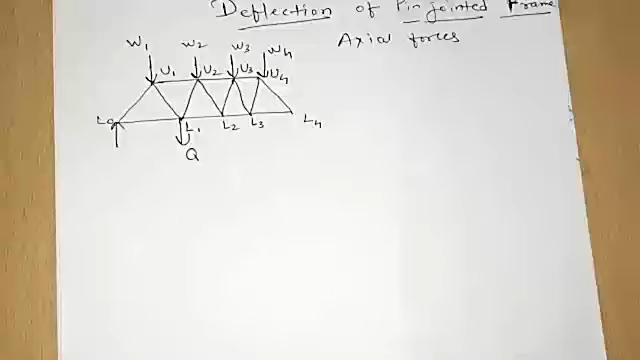 Deflection of Pin jointed Frame
Axial forces
W1 W2 W3 W4
U1 U2 U3 U4
L0 L1 L2 L3 L4
Q